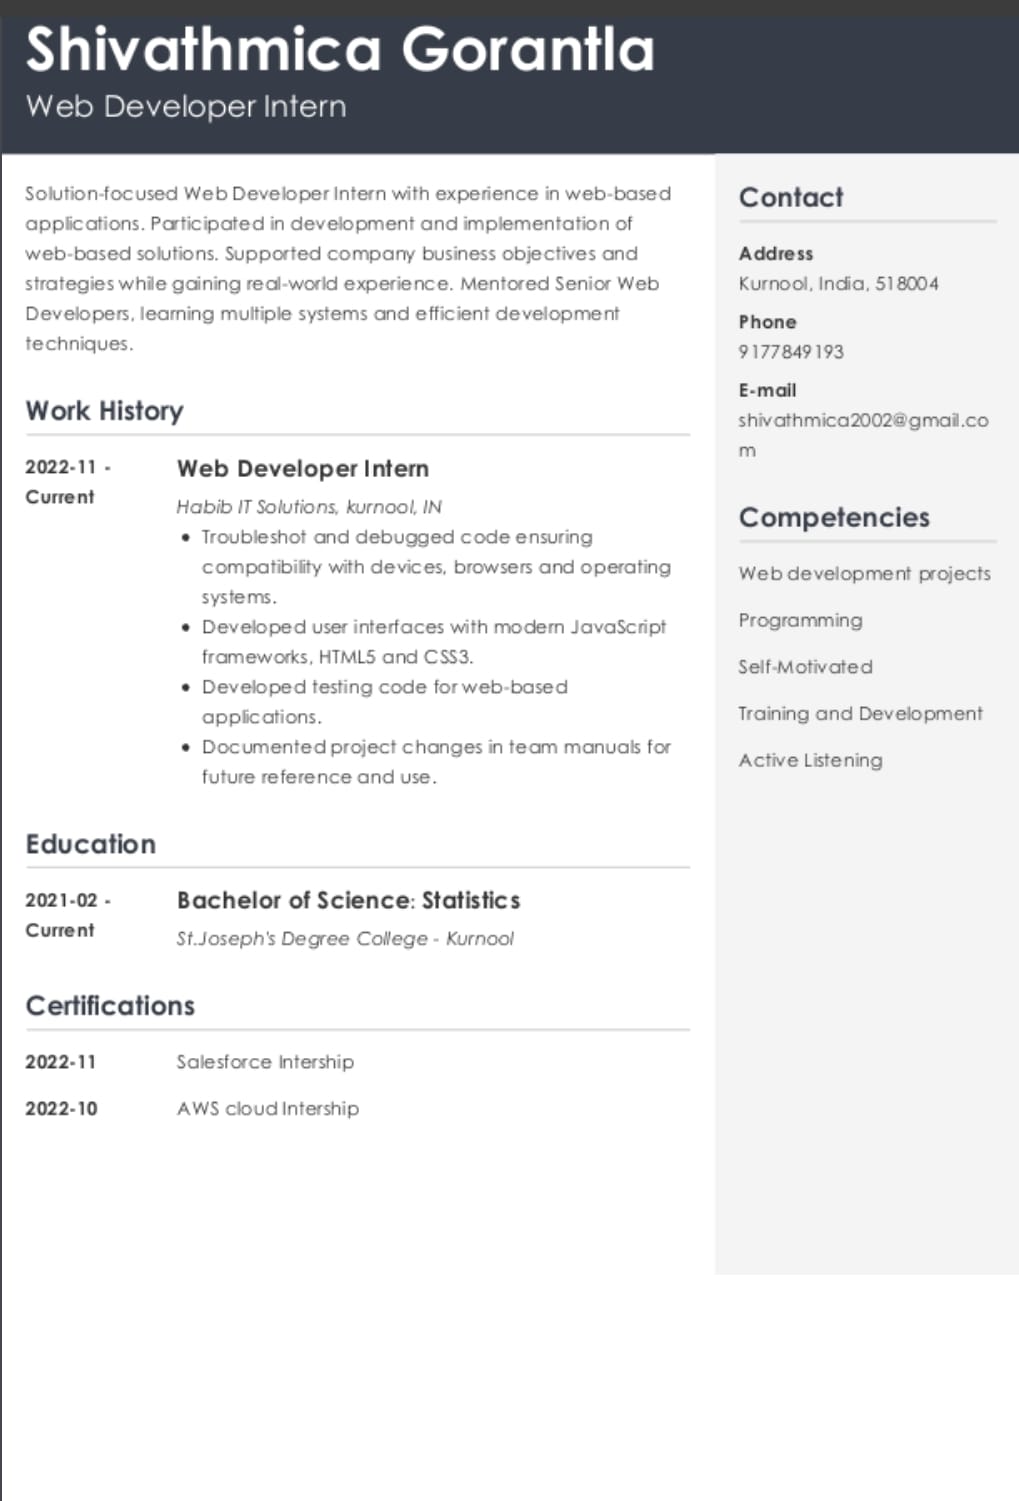 Shivathmica Gorantla
Web Developer Intern
Solution-focused Web Developer Intern with experience in web-based
applications. Participated in development and implementation of
web-based solutions. Supported company business objectives and
strategies while gaining real-world experience. Mentored Senior Web
Developers, learning multiple systems and efficient development
techniques.
Work History
2022-11 -
Current
Web Developer Intern
Habib IT Solutions, kurnool, IN
• Troubleshot and debugged code ensuring
compatibility with devices, browsers and operating
systems.
• Developed user interfaces with modern JavaScript
frameworks, HTML5 and CSS3.
• Developed testing code for web-based
applications.
• Documented project changes in team manuals for
future reference and use.
Education
2021-02 -
Current
Bachelor of Science: Statistics
St.Joseph's Degree College - Kurnool
Certifications
2022-11 Salesforce Intership
2022-10 AWS cloud Intership
Contact
Address
Kurnool, India, 518004
Phone
9177849193
E-mail
shivathmica2002@gmail.co
m
Competencies
Web development projects
Programming
Self-Motivated
Training and Development
Active Listening